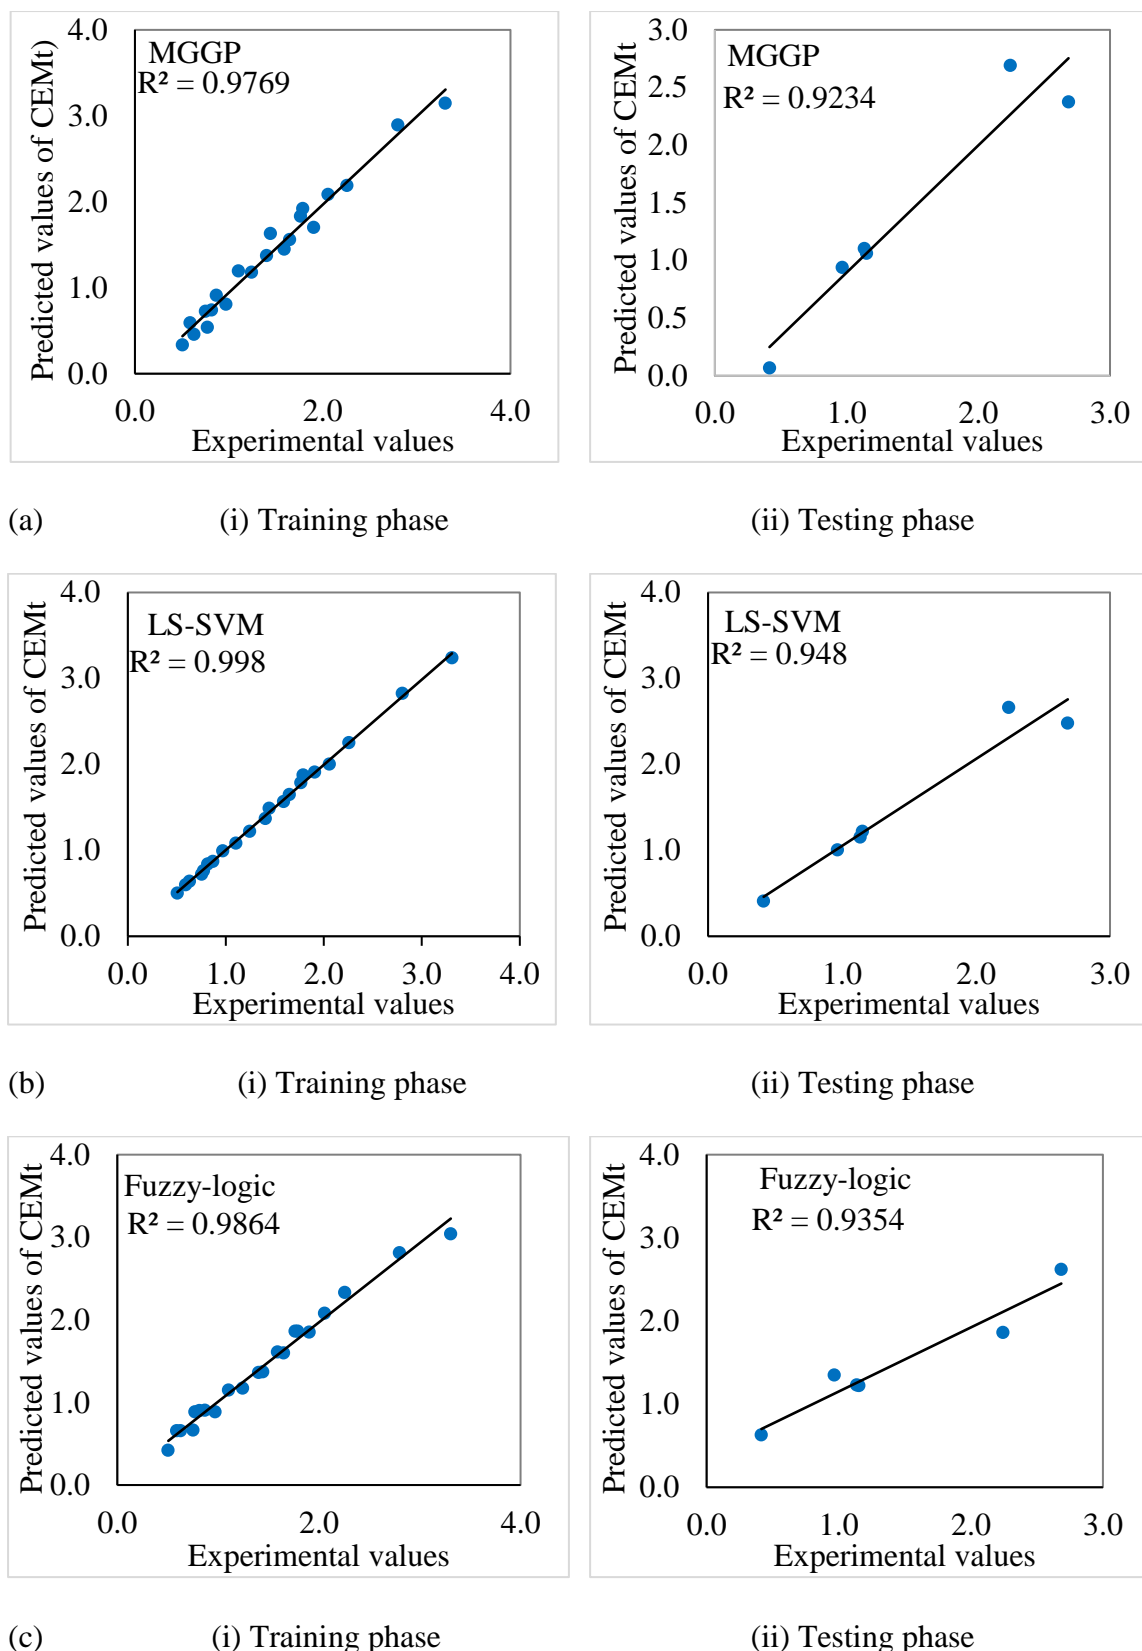 4.0
3.0
2.0
1.0
0.0
Predicted values of CEMt)
MGGP
R² = 0.9769
0.0 2.0 4.0
Experimental values
3.0
2.5
2.0
1.5
1.0
0.5
0.0
Predicted values of CEMt
MGGP
R² = 0.9234
0.0 1.0 2.0 3.0
Experimental values
(a) (i) Training phase (ii) Testing phase
4.0
3.0
2.0
1.0
0.0
Predicted values of CEMt
LS-SVM
R² = 0.998
0.0 1.0 2.0 3.0 4.0
Experimental values
4.0
3.0
2.0
1.0
0.0
Predicted values of CEMt
LS-SVM
R² = 0.948
0.0 1.0 2.0 3.0
Experimental values
(b) (i) Training phase (ii) Testing phase
4.0
3.0
2.0
1.0
0.0
Predicted values of CEMt
Fuzzy-logic
R² = 0.9864
0.0 2.0 4.0
Experimental values
4.0
3.0
2.0
1.0
0.0
Predicted values of CEMt
Fuzzy-logic
R² = 0.9354
0.0 1.0 2.0 3.0
Experimental values
(c) (i) Training phase (ii) Testing phase